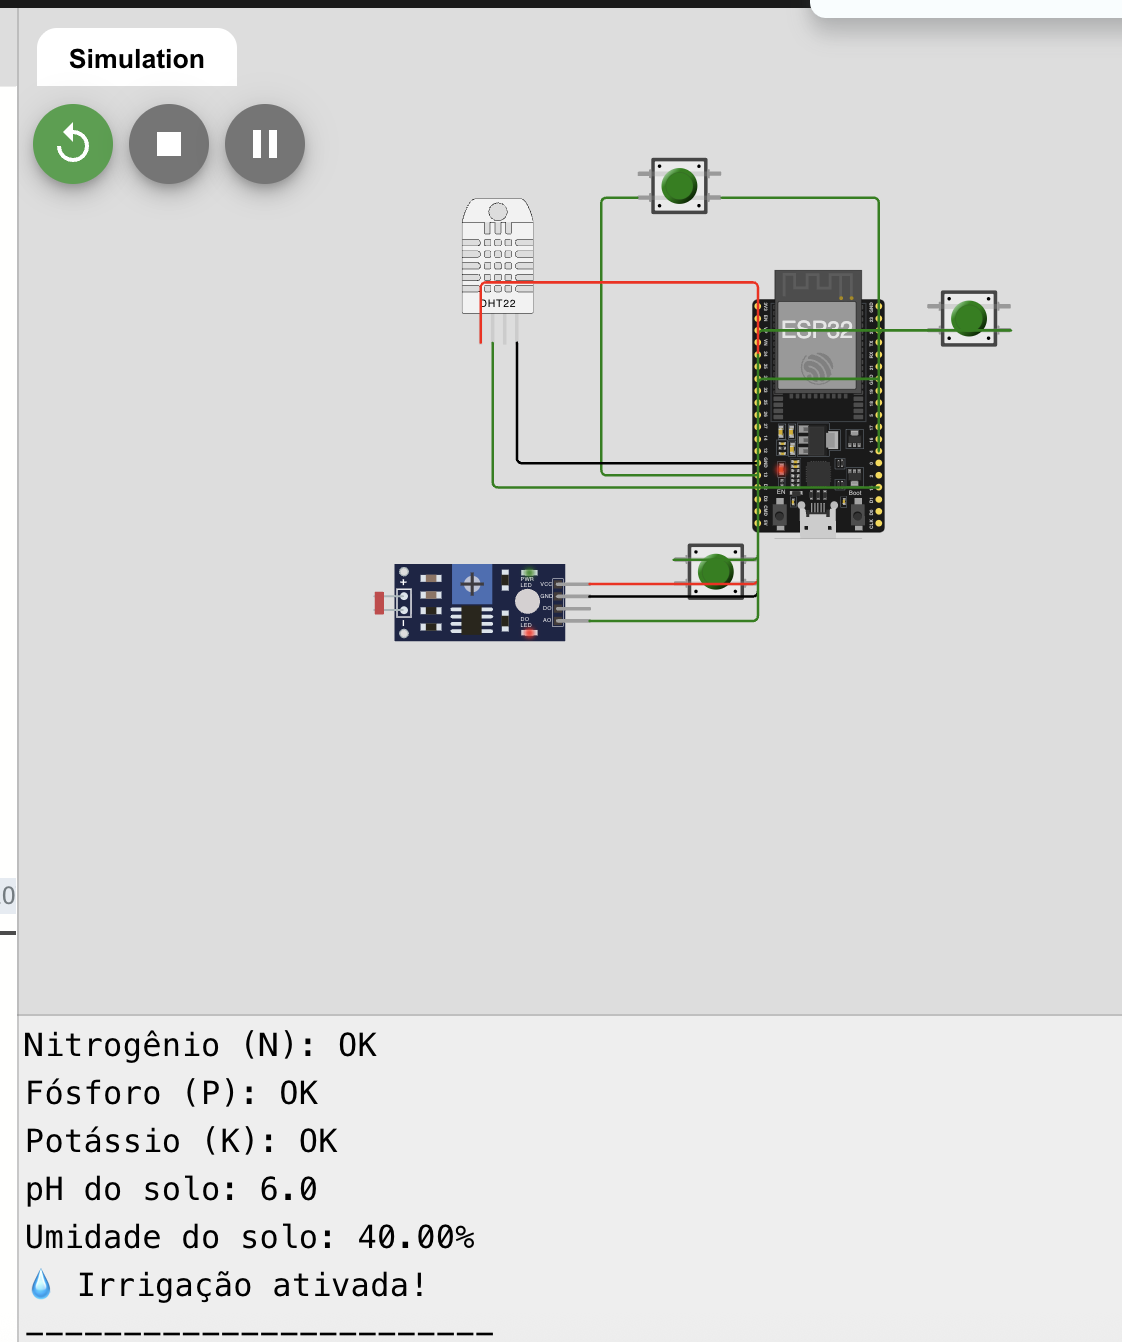 Simulation
DHT22
ESP32
EN
Boot
PWR
LED
VCC
GND
DO
AO
DO
LED
Nitrogênio (N): OK
Fósforo (P): OK
Potássio (K): OK
pH do solo: 6.0
Umidade do solo: 40.00%
💧 Irrigação ativada!
------------------------